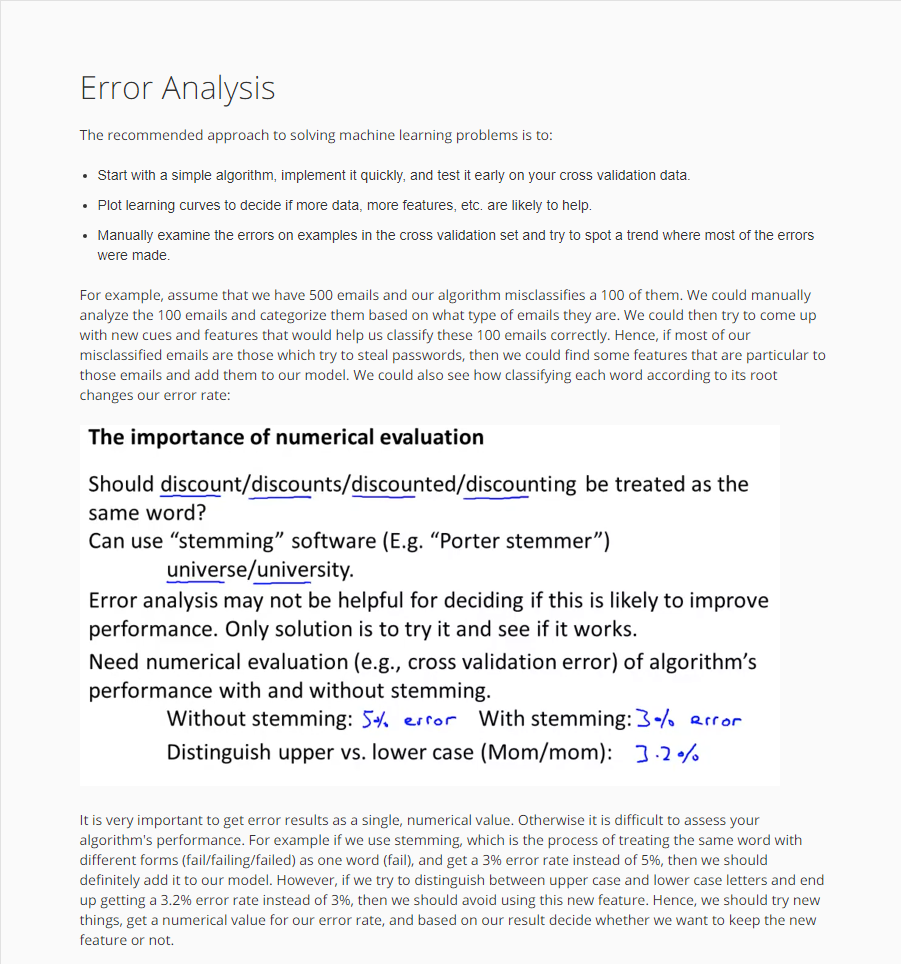 Error Analysis
The recommended approach to solving machine learning problems is to:
• Start with a simple algorithm, implement it quickly, and test it early on your cross validation data.
• Plot learning curves to decide if more data, more features, etc. are likely to help.
• Manually examine the errors on examples in the cross validation set and try to spot a trend where most of the errors
were made.
For example, assume that we have 500 emails and our algorithm misclassifies a 100 of them. We could manually
analyze the 100 emails and categorize them based on what type of emails they are. We could then try to come up
with new cues and features that would help us classify these 100 emails correctly. Hence, if most of our
misclassified emails are those which try to steal passwords, then we could find some features that are particular to
those emails and add them to our model. We could also see how classifying each word according to its root
changes our error rate:
The importance of numerical evaluation
Should discount/discounts/discounted/discounting be treated as the
same word?
Can use “stemming” software (E.g. “Porter stemmer”)
universe/university.
Error analysis may not be helpful for deciding if this is likely to improve
performance. Only solution is to try it and see if it works.
Need numerical evaluation (e.g., cross validation error) of algorithm’s
performance with and without stemming.
Without stemming: 5% error With stemming: 3% error
Distinguish upper vs. lower case (Mom/mom): 3.2%
It is very important to get error results as a single, numerical value. Otherwise it is difficult to assess your
algorithm's performance. For example if we use stemming, which is the process of treating the same word with
different forms (fail/failing/failed) as one word (fail), and get a 3% error rate instead of 5%, then we should
definitely add it to our model. However, if we try to distinguish between upper case and lower case letters and end
up getting a 3.2% error rate instead of 3%, then we should avoid using this new feature. Hence, we should try new
things, get a numerical value for our error rate, and based on our result decide whether we want to keep the new
feature or not.